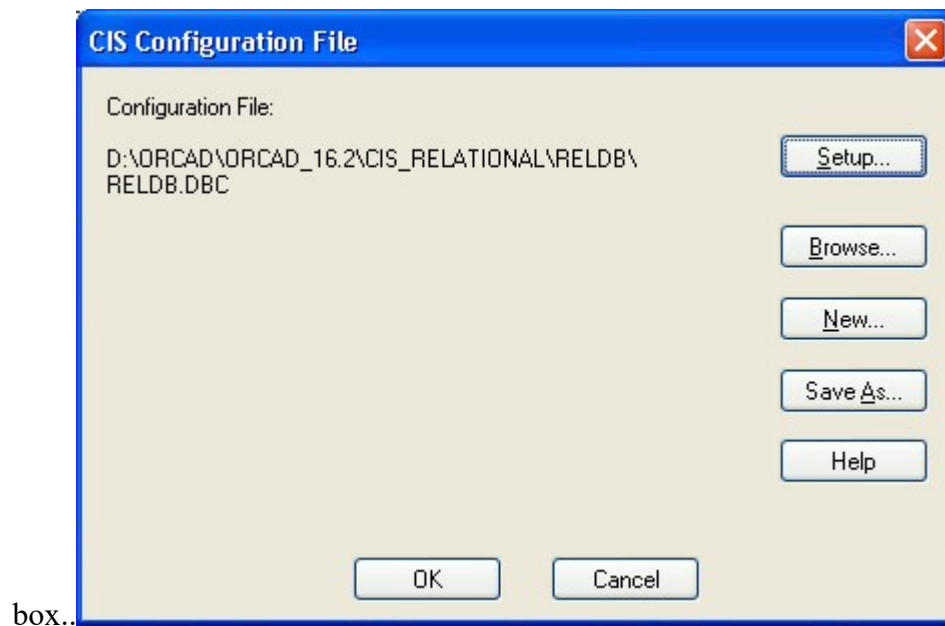 CIS Configuration File
Configuration File:
D:\ORCAD\ORCAD_16.2\CIS_RELATIONAL\RELDB\
RELDB.DBC
Setup...
Browse...
New...
Save As...
Help
OK
Cancel
box..